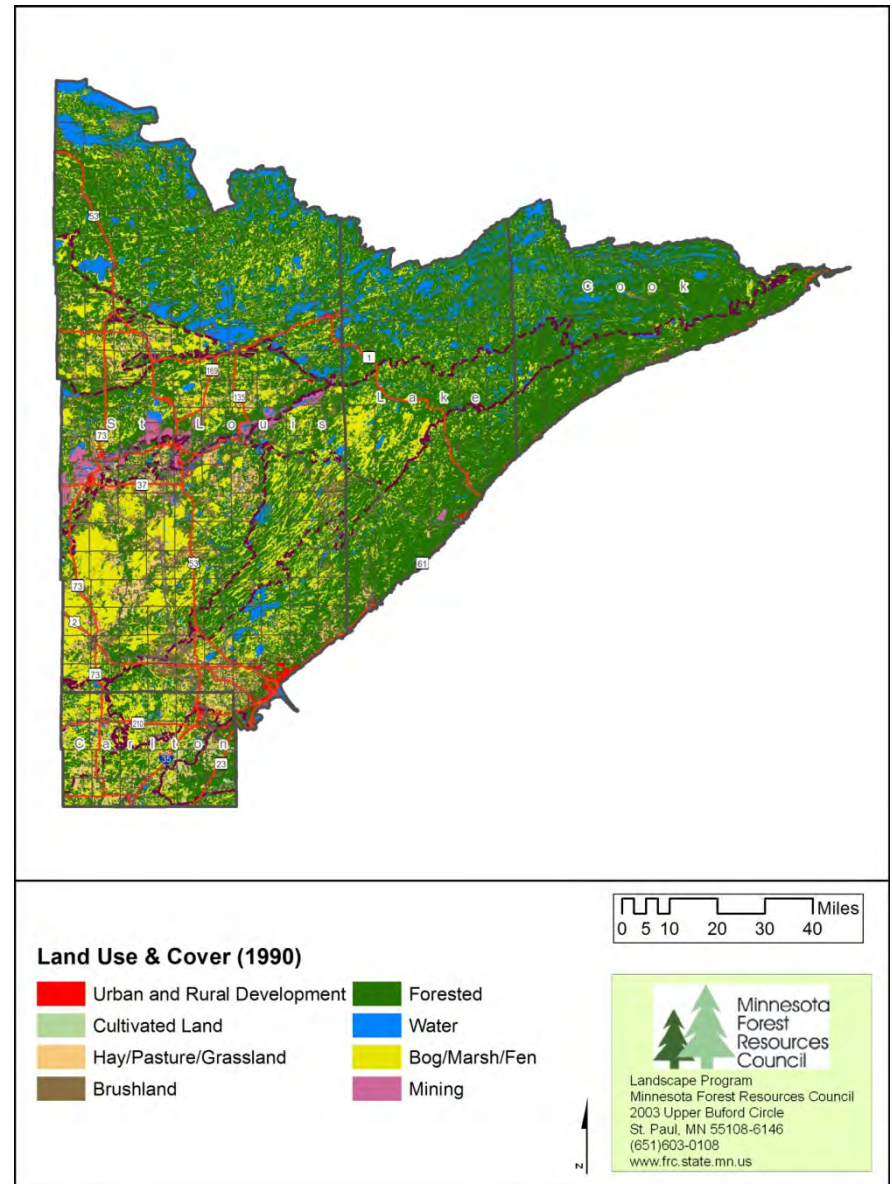 53
Cook
1
169
135
Lake
St Louis
73
37
53
61
73
2
73
210
Carlton
35
23
Miles
0 5 10 20 30 40
Land Use & Cover (1990)
Urban and Rural Development
Cultivated Land
Hay/Pasture/Grassland
Brushland
Forested
Water
Bog/Marsh/Fen
Mining
N
Minnesota
Forest
Resources
Council
Landscape Program
Minnesota Forest Resources Council
2003 Upper Buford Circle
St. Paul, MN 55108-6146
(651)603-0108
www.frc.state.mn.us